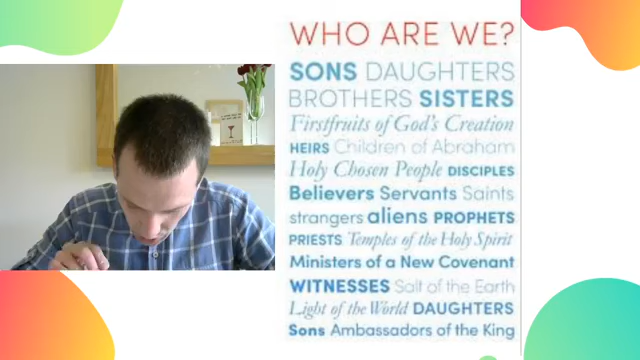 WHO ARE WE?
SONS DAUGHTERS
BROTHERS SISTERS
Firstfruits of God's Creation
HEIRS Children of Abraham
Holy Chosen People DISCIPLES
Believers Servants Saints
strangers aliens PROPHETS
PRIESTS Temples of the Holy Spirit
Ministers of a New Covenant
WITNESSES Salt of the Earth
Light of the World DAUGHTERS
Sons Ambassadors of the King